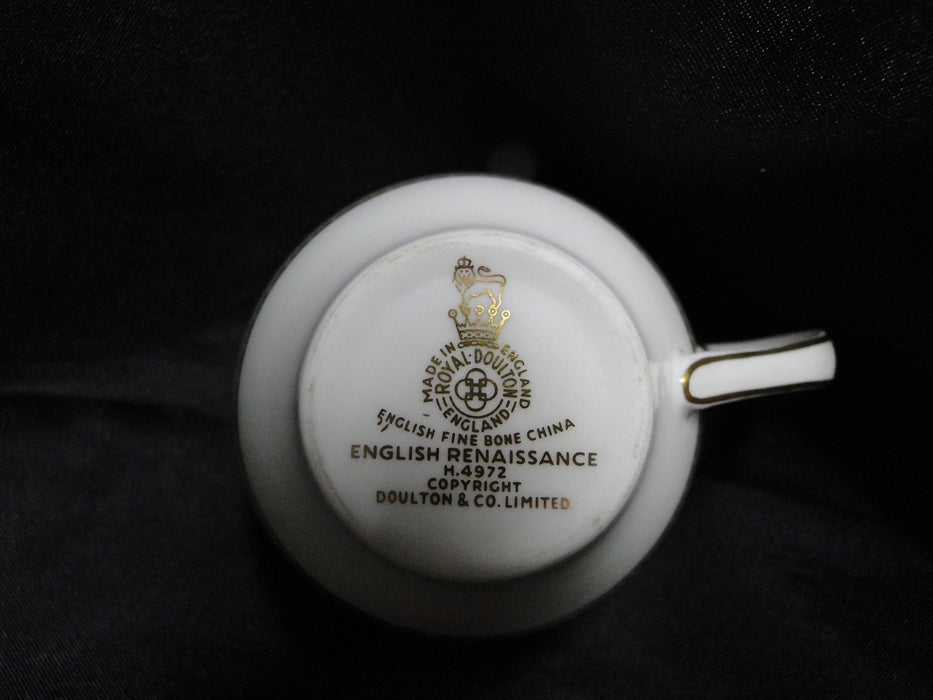 MADE IN ENGLAND
ROYAL·DOULTON
ENGLAND
ENGLISH FINE BONE CHINA
ENGLISH RENAISSANCE
H.4972
COPYRIGHT
DOULTON & CO. LIMITED.